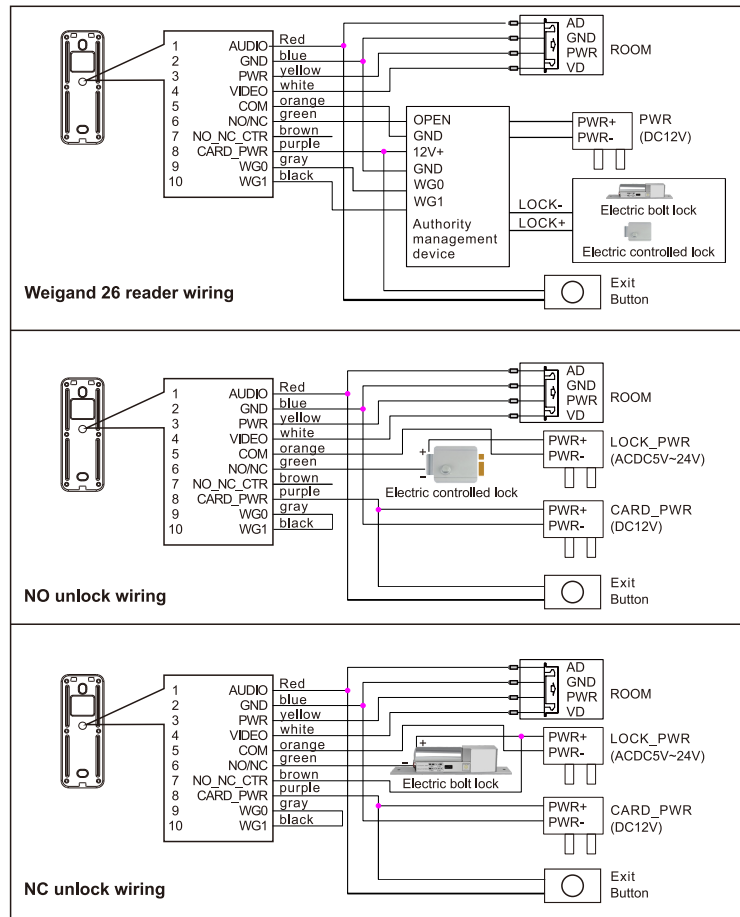 1 AUDIO Red
2 GND blue
3 PWR yellow
4 VIDEO white
5 COM orange
6 NO/NC green
7 NO_NC_CTR brown
8 CARD_PWR purple
9 WG0 gray
10 WG1 black
AD
GND
PWR
VD
ROOM
OPEN
GND
12V+
GND
WG0
WG1
Authority
management
device
PWR+
PWR-
PWR
(DC12V)
LOCK-
LOCK+
Electric bolt lock
Electric controlled lock
Exit
Button
Weigand 26 reader wiring
1 AUDIO Red
2 GND blue
3 PWR yellow
4 VIDEO white
5 COM orange
6 NO/NC green
7 NO_NC_CTR brown
8 CARD_PWR purple
9 WG0 gray
10 WG1 black
AD
GND
PWR
VD
ROOM
+
-
Electric controlled lock
PWR+
PWR-
LOCK_PWR
(ACDC5V~24V)
PWR+
PWR-
CARD_PWR
(DC12V)
Exit
Button
NO unlock wiring
1 AUDIO Red
2 GND blue
3 PWR yellow
4 VIDEO white
5 COM orange
6 NO/NC green
7 NO_NC_CTR brown
8 CARD_PWR purple
9 WG0 gray
10 WG1 black
AD
GND
PWR
VD
ROOM
+
-
Electric bolt lock
PWR+
PWR-
LOCK_PWR
(ACDC5V~24V)
PWR+
PWR-
CARD_PWR
(DC12V)
Exit
Button
NC unlock wiring